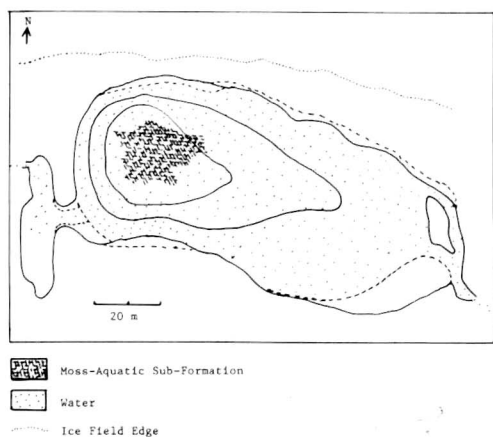 N
20 m
Moss-Aquatic Sub-Formation
Water
Ice Field Edge